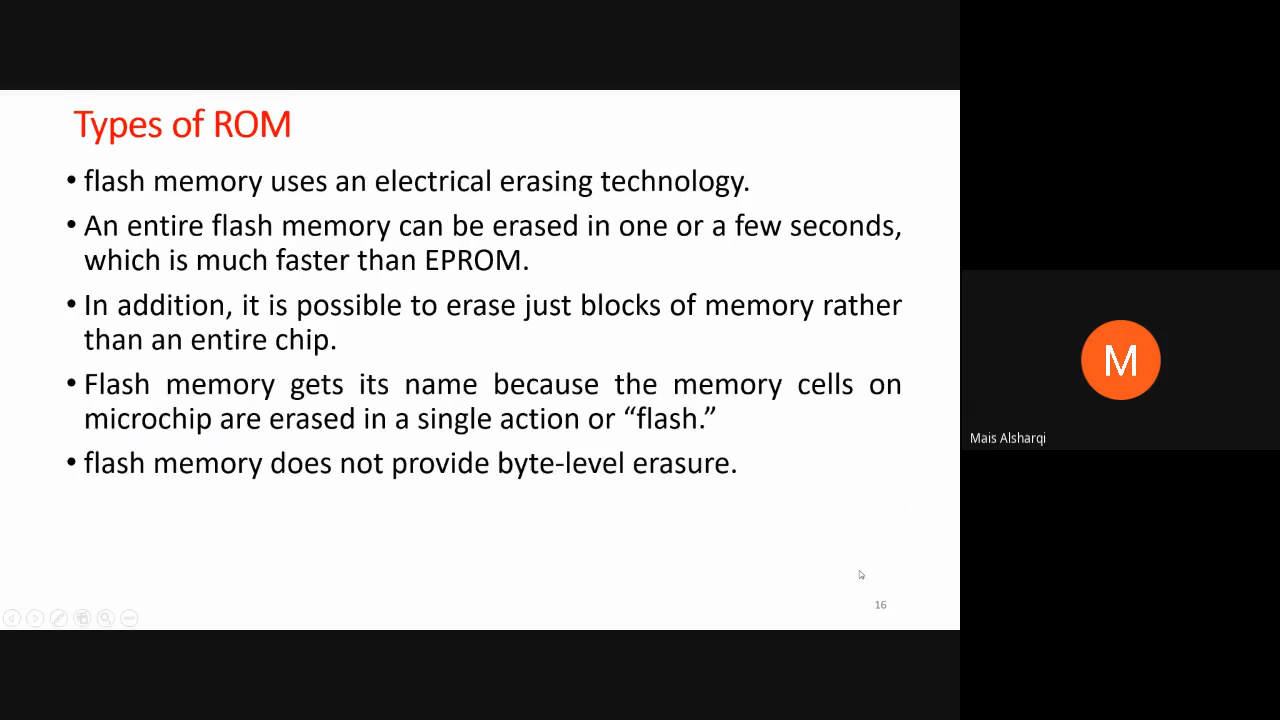 Types of ROM
• flash memory uses an electrical erasing technology.
• An entire flash memory can be erased in one or a few seconds,
which is much faster than EPROM.
• In addition, it is possible to erase just blocks of memory rather
than an entire chip.
• Flash memory gets its name because the memory cells on
microchip are erased in a single action or “flash.”
• flash memory does not provide byte-level erasure.
16
M
Mais Alsharqi